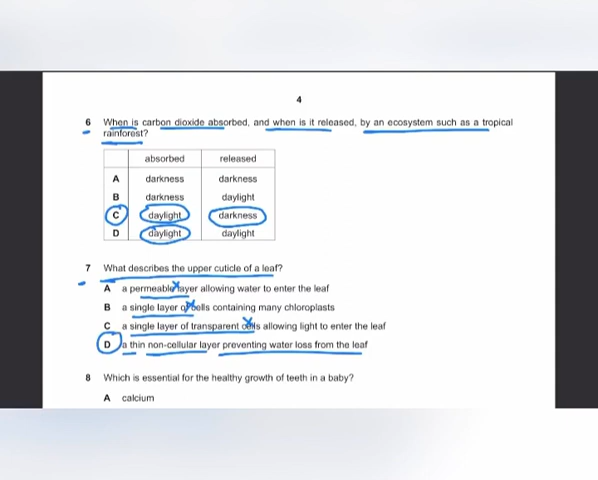 4
6 When is carbon dioxide absorbed, and when is it released, by an ecosystem such as a tropical
rainforest?
absorbed released
A darkness darkness
B darkness daylight
C daylight darkness
D daylight daylight
7 What describes the upper cuticle of a leaf?
A a permeable layer allowing water to enter the leaf
B a single layer of cells containing many chloroplasts
C a single layer of transparent cells allowing light to enter the leaf
D a thin non-cellular layer preventing water loss from the leaf
8 Which is essential for the healthy growth of teeth in a baby?
A calcium